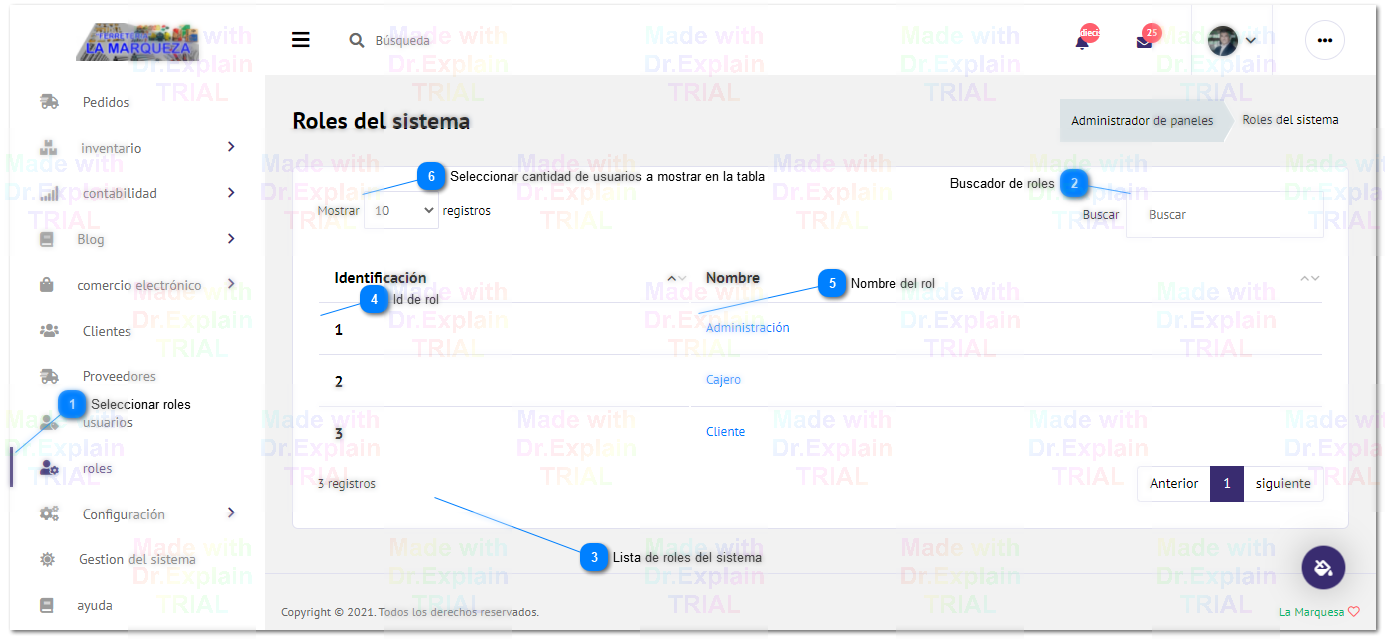 FERRETERIA
LA MARQUEZA
Búsqueda
25
Pedidos
inventario
contabilidad
Blog
comercio electrónico
Clientes
Proveedores
1 Seleccionar roles
usuarios
roles
Configuración
Gestion del sistema
ayuda
Roles del sistema
Administrador de paneles
Roles del sistema
6 Seleccionar cantidad de usuarios a mostrar en la tabla
Buscador de roles 2
Mostrar 10 registros
Buscar Buscar
Identificación Nombre
4 Id de rol
5 Nombre del rol
1 Administración
2 Cajero
3 Cliente
3 registros
Anterior 1 siguiente
3 Lista de roles del sistema
Copyright © 2021. Todos los derechos reservados.
La Marquesa
Made with
Dr.Explain
TRIAL